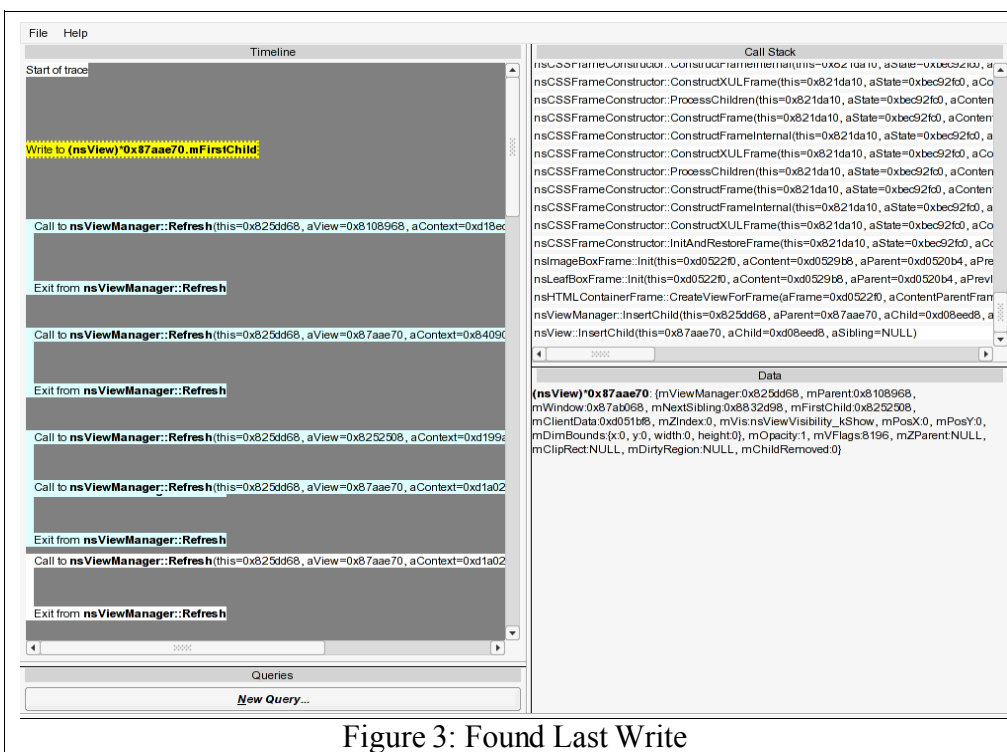 File Help
Timeline
Start of trace
Write to (nsView)*0x87aae70.mFirstChild
Call to nsViewManager::Refresh(this=0x825dd68, aView=0x8108968, aContext=0xd18ec
Exit from nsViewManager::Refresh
Call to nsViewManager::Refresh(this=0x825dd68, aView=0x87aae70, aContext=0x8409(
Exit from nsViewManager::Refresh
Call to nsViewManager::Refresh(this=0x825dd68, aView=0x8252508, aContext=0xd199a
Call to nsViewManager::Refresh(this=0x825dd68, aView=0x87aae70, aContext=0xd1a02
Exit from nsViewManager::Refresh
Call to nsViewManager::Refresh(this=0x825dd68, aView=0x87aae70, aContext=0xd1a02
Exit from nsViewManager::Refresh
Queries
New Query...
Call Stack
nsCSSFrameConstructor::ConstructFrameInternal(this=0x821da10, aState=0xbec92fc0, a
nsCSSFrameConstructor::ConstructXULFrame(this=0x821da10, aState=0xbec92fc0, aCo
nsCSSFrameConstructor::ProcessChildren(this=0x821da10, aState=0xbec92fc0, aConten
nsCSSFrameConstructor::ConstructFrame(this=0x821da10, aState=0xbec92fc0, aConten
nsCSSFrameConstructor::ConstructFrameInternal(this=0x821da10, aState=0xbec92fc0, a
nsCSSFrameConstructor::ConstructXULFrame(this=0x821da10, aState=0xbec92fc0, aCo
nsCSSFrameConstructor::ProcessChildren(this=0x821da10, aState=0xbec92fc0, aConten
nsCSSFrameConstructor::ConstructFrame(this=0x821da10, aState=0xbec92fc0, aConten
nsCSSFrameConstructor::ConstructFrameInternal(this=0x821da10, aState=0xbec92fc0, a
nsCSSFrameConstructor::ConstructXULFrame(this=0x821da10, aState=0xbec92fc0, aCo
nsCSSFrameConstructor::InitAndRestoreFrame(this=0x821da10, aState=0xbec92fc0, aCo
nsImageBoxFrame::Init(this=0xd0522f0, aContent=0xd0529b8, aParent=0xd0520b4, aPre
nsLeafBoxFrame::Init(this=0xd0522f0, aContent=0xd0529b8, aParent=0xd0520b4, aPrevI
nsHTMLContainerFrame::CreateViewForFrame(aFrame=0xd0522f0, aContentParentFram
nsViewManager::InsertChild(this=0x825dd68, aParent=0x87aae70, aChild=0xd08eed8, a
nsView::InsertChild(this=0x87aae70, aChild=0xd08eed8, aSibling=NULL)
Data
(nsView)*0x87aae70: {mViewManager:0x825dd68, mParent:0x8108968,
mWindow:0x87ab068, mNextSibling:0x8832d98, mFirstChild:0x8252508,
mClientData:0xd051bf8, mZIndex:0, mVis:nsViewVisibility_kShow, mPosX:0, mPosY:0,
mDimBounds:{x:0, y:0, width:0, height:0}, mOpacity:1, mVFlags:8196, mZParent:NULL,
mClipRect:NULL, mDirtyRegion:NULL, mChildRemoved:0}
Figure 3: Found Last Write